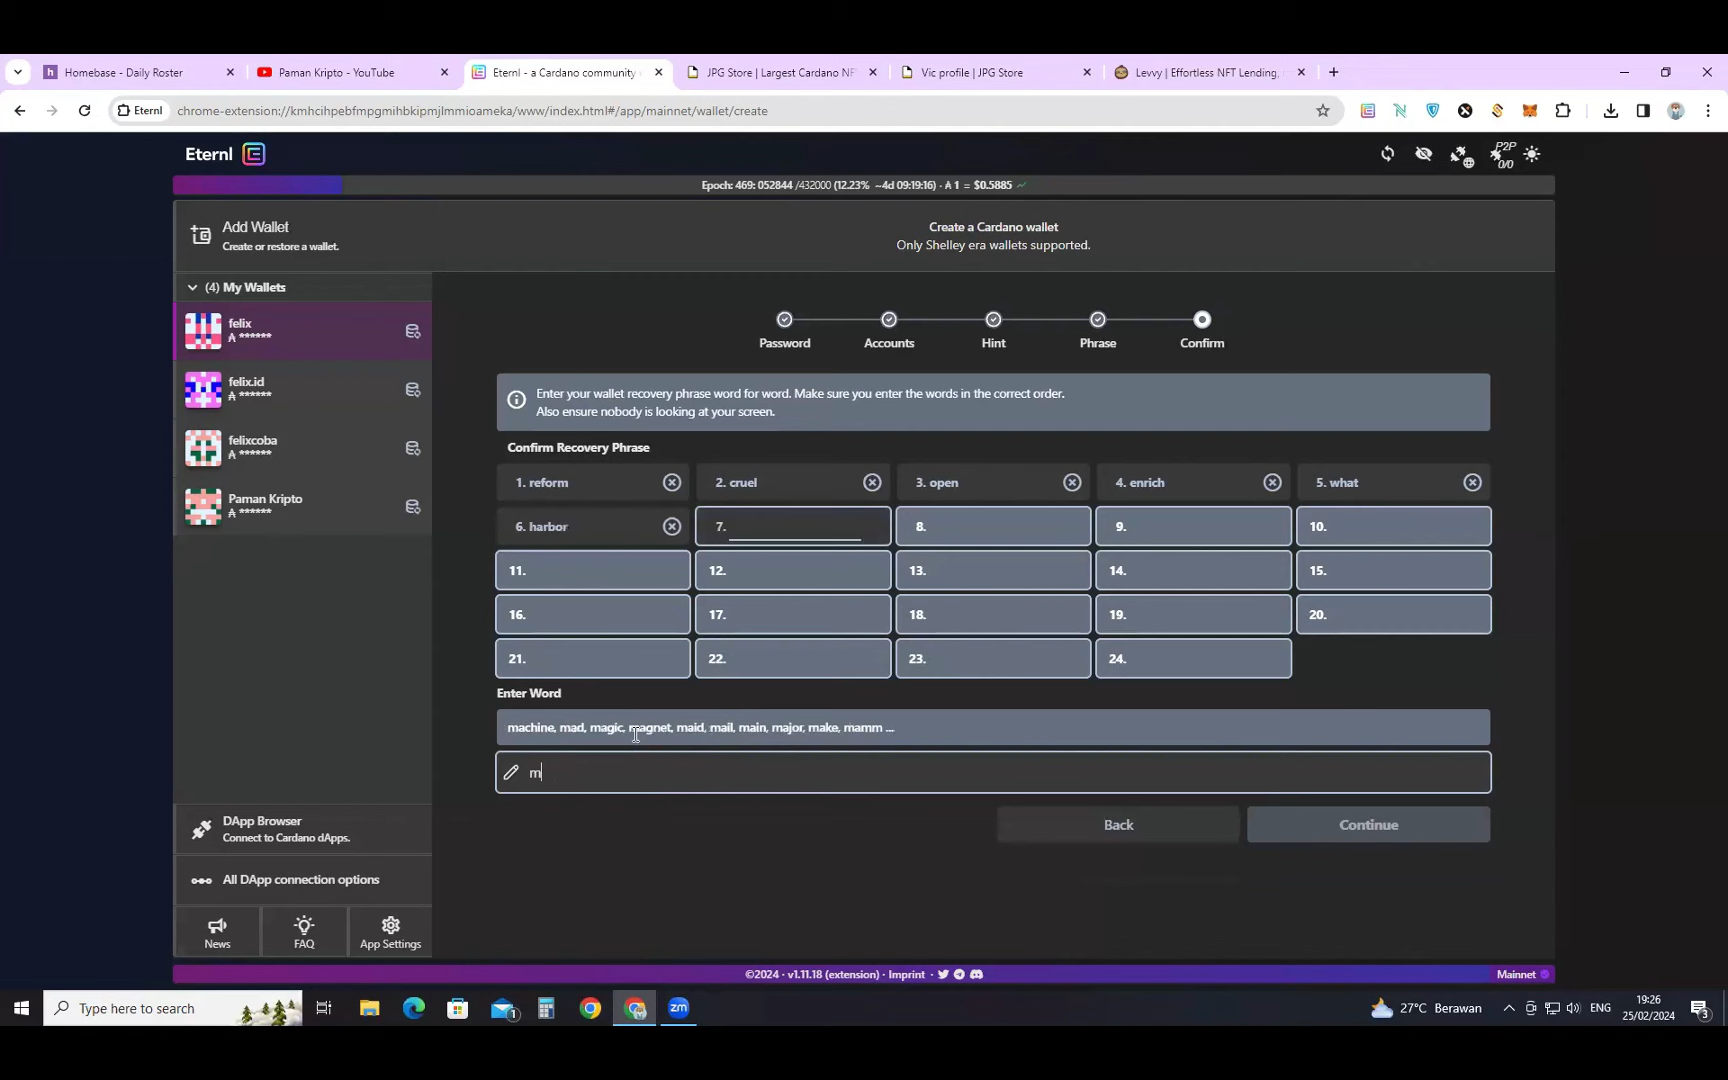 Homebase - Daily Roster
Paman Kripto - YouTube
Eternl - a Cardano community
JPG Store | Largest Cardano NF
Vic profile | JPG Store
Levvy | Effortless NFT Lending,
Eternl
chrome-extension://kmhcihpebfmpgmihbkipmjlmmioameka/www/index.html#/app/mainnet/wallet/create
Eternl
P2P
0/0
Epoch: 469: 052844 /432000 (12.23% ~4d 09:19:16) · ₳ 1 = $0.5885
Add Wallet
Create or restore a wallet.
Create a Cardano wallet
Only Shelley era wallets supported.
(4) My Wallets
felix
₳ ******
felix.id
₳ ******
felixcoba
₳ ******
Paman Kripto
₳ ******
Password
Accounts
Hint
Phrase
Confirm
Enter your wallet recovery phrase word for word. Make sure you enter the words in the correct order.
Also ensure nobody is looking at your screen.
Confirm Recovery Phrase
1. reform
2. cruel
3. open
4. enrich
5. what
6. harbor
7.
8.
9.
10.
11.
12.
13.
14.
15.
16.
17.
18.
19.
20.
21.
22.
23.
24.
Enter Word
machine, mad, magic, magnet, maid, mail, main, major, make, mamm ...
m
Back
Continue
DApp Browser
Connect to Cardano dApps.
All DApp connection options
News
FAQ
App Settings
©2024 · v1.11.18 (extension) · Imprint ·
Mainnet
Type here to search
1
zm
27°C Berawan
ENG
19:26
25/02/2024
3